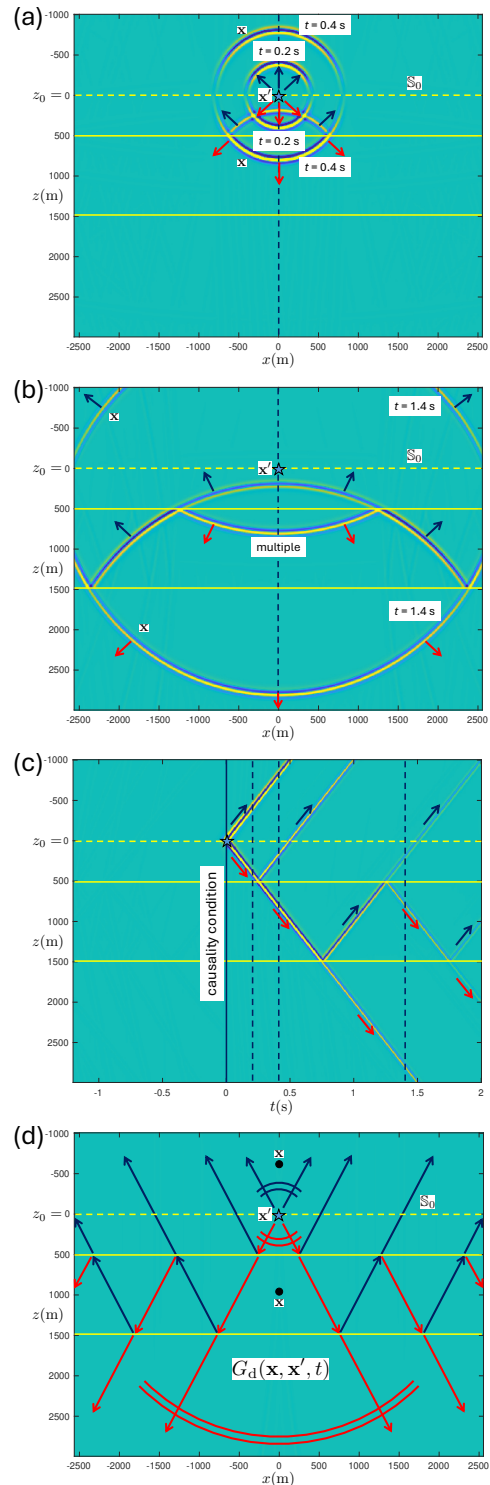 (a)
-1000
x
t = 0.4 s
-500
t = 0.2 s
𝕊₀
z₀ = 0
x′
500
t = 0.2 s
x
t = 0.4 s
1000
z(m)
1500
2000
2500
-2500 -2000 -1500 -1000 -500 0 500 1000 1500 2000 2500
x(m)
(b)
-1000
t = 1.4 s
x
-500
𝕊₀
z₀ = 0
x′
500
multiple
1000
z(m)
1500
t = 1.4 s
x
2000
2500
-2500 -2000 -1500 -1000 -500 0 500 1000 1500 2000 2500
x(m)
(c)
-1000
-500
z₀ = 0
500
causality condition
1000
z(m)
1500
2000
2500
-1 -0.5 0 0.5 1 1.5 2
t(s)
(d)
-1000
x
-500
𝕊₀
z₀ = 0
x′
500
x
1000
z(m)
1500
G_d(x, x′, t)
2000
2500
-2500 -2000 -1500 -1000 -500 0 500 1000 1500 2000 2500
x(m)